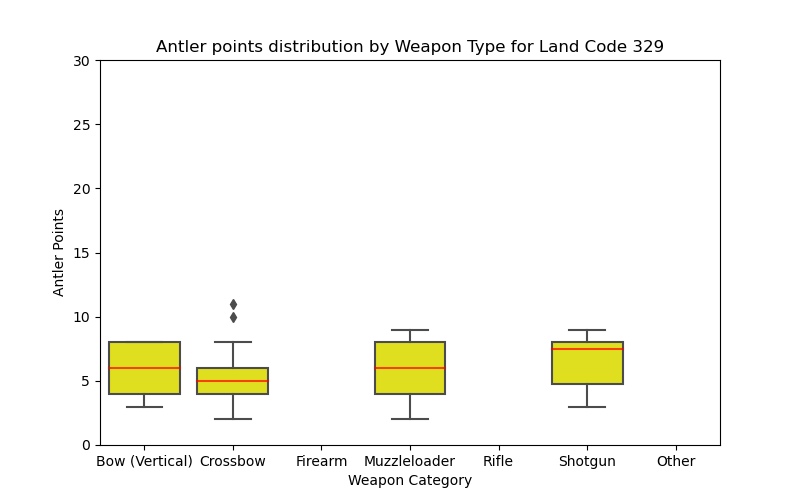 Antler points distribution by Weapon Type for Land Code 329
30
25
20
15
10
5
0
Antler Points
Bow (Vertical) Crossbow Firearm Muzzleloader Rifle Shotgun Other
Weapon Category